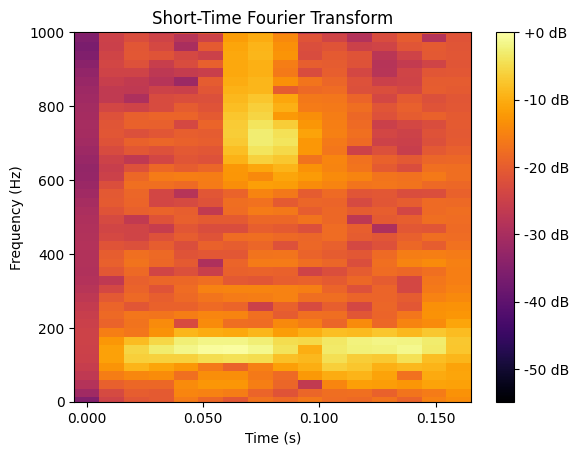 Short-Time Fourier Transform
1000
800
600
400
200
0
Frequency (Hz)
0.000
0.050
0.100
0.150
Time (s)
+0 dB
-10 dB
-20 dB
-30 dB
-40 dB
-50 dB